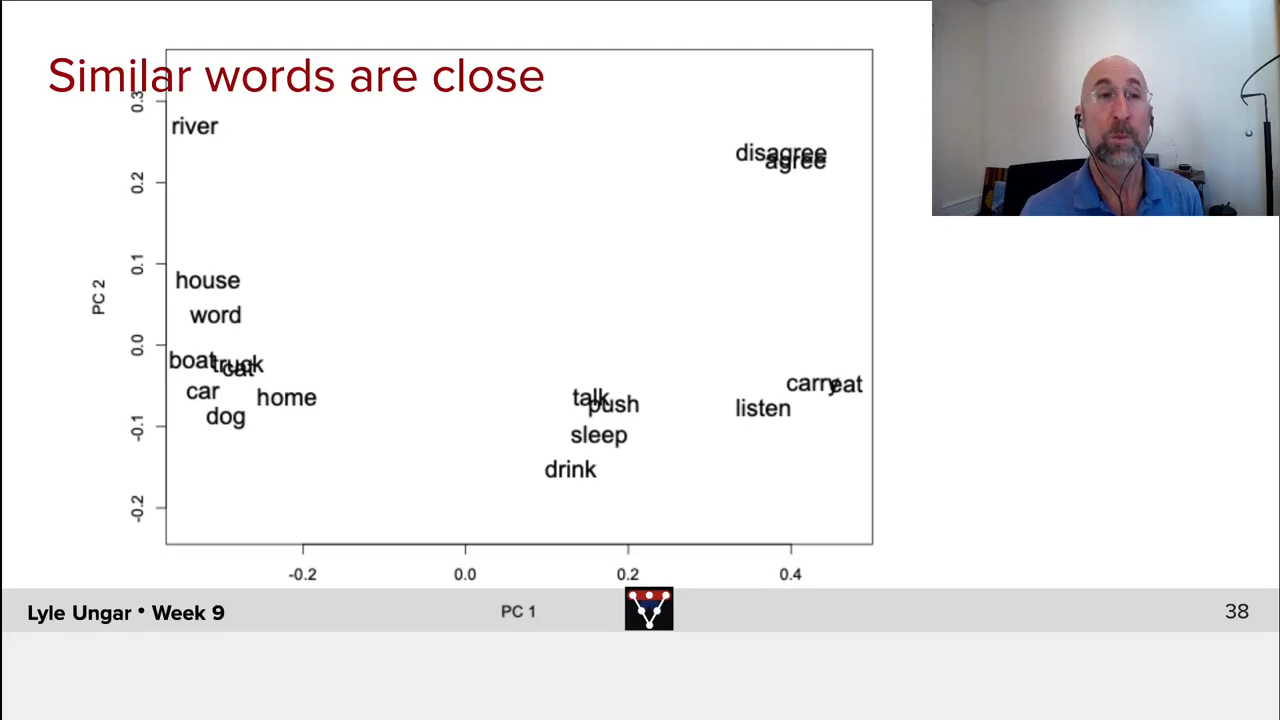 Similar words are close
0.3
river
disagree
agree
0.2
0.1
house
PC 2
word
0.0
boat
truck
cat
car
home
talk
push
carry
eat
listen
dog
-0.1
sleep
drink
-0.2
-0.2 0.0 0.2 0.4
Lyle Ungar • Week 9
PC 1
38